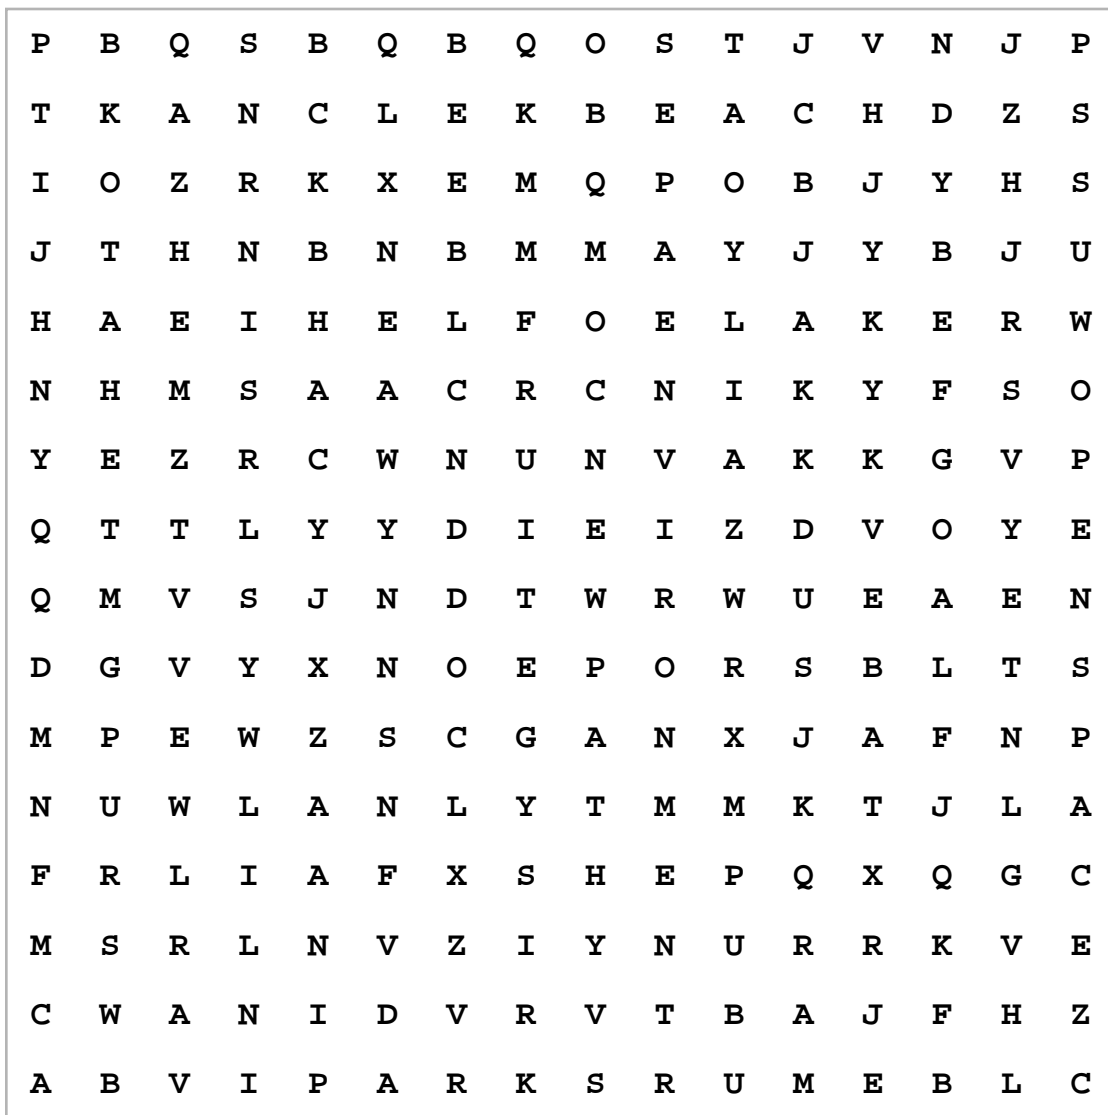 P B Q S B Q B Q O S T J V N J P
T K A N C L E K B E A C H D Z S
I O Z R K X E M Q P O B J Y H S
J T H N B N B M M A Y J Y B J U
H A E I H E L F O E L A K E R W
N H M S A A C R C N I K Y F S O
Y E Z R C W N U N V A K K G V P
Q T T L Y Y D I E I Z D V O Y E
Q M V S J N D T W R W U E A E N
D G V Y X N O E P O R S B L T S
M P E W Z S C G A N X J A F N P
N U W L A N L Y T M M K T J L A
F R L I A F X S H E P Q X Q G C
M S R L N V Z I Y N U R R K V E
C W A N I D V R V T B A J F H Z
A B V I P A R K S R U M E B L C